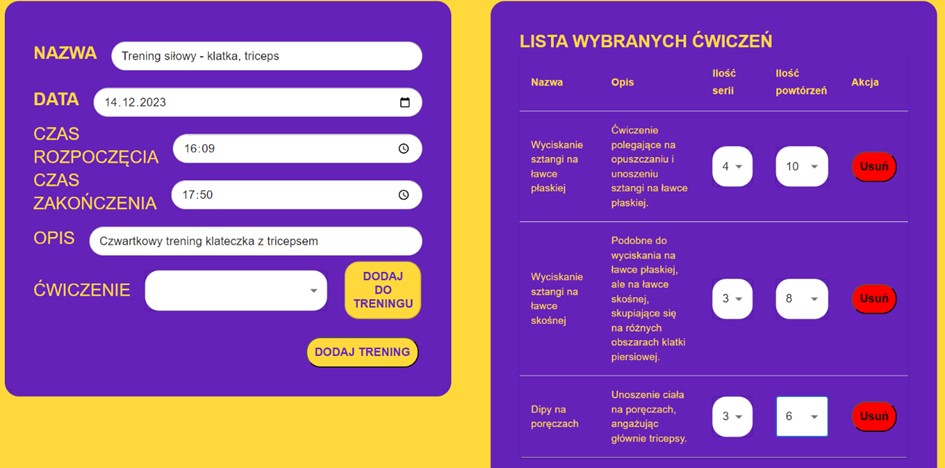 NAZWA
Trening siłowy - klatka, triceps
DATA
14.12.2023
CZAS
ROZPOCZĘCIA
16:09
CZAS
ZAKOŃCZENIA
17:50
OPIS
Czwartkowy trening klateczka z tricepsem
ĆWICZENIE
DODAJ
DO
TRENINGU
DODAJ TRENING
LISTA WYBRANYCH ĆWICZEŃ
Nazwa
Opis
Ilość
serii
Ilość
powtórzeń
Akcja
Wyciskanie
sztangi na
ławce
płaskiej
Ćwiczenie
polegające na
opuszczaniu i
unoszeniu
sztangi na ławce
płaskiej.
4
10
Usuń
Wyciskanie
sztangi na
ławce
skośnej
Podobne do
wyciskania na
ławce płaskiej,
ale na ławce
skośnej,
skupiające się
na różnych
obszarach klatki
piersiowej.
3
8
Usuń
Dipy na
poręczach
Unoszenie ciała
na poręczach,
angażując
głównie tricepsy.
3
6
Usuń